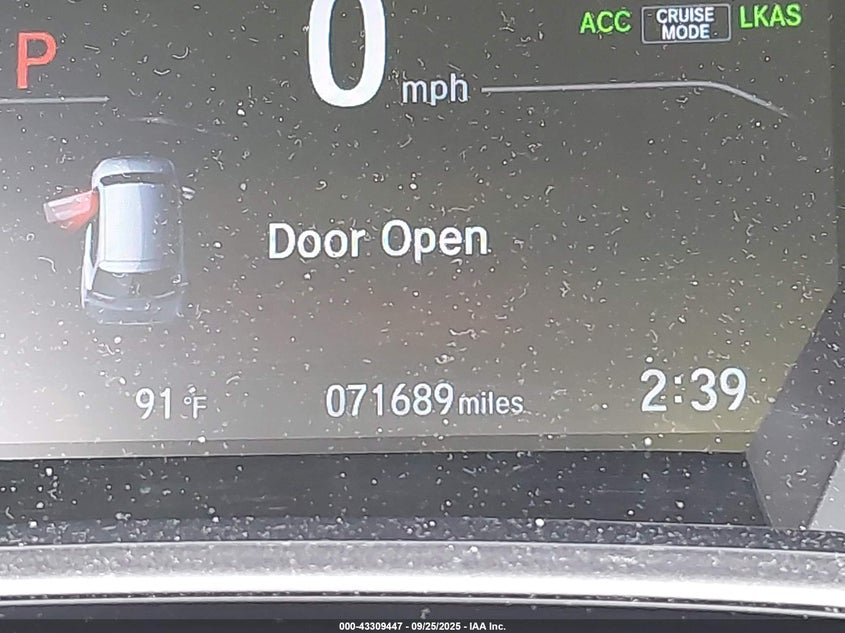 P
0 mph
ACC CRUISE MODE LKAS
Door Open
91 °F 071689 miles 2:39
000-43309447 - 09/25/2025 - IAA Inc.